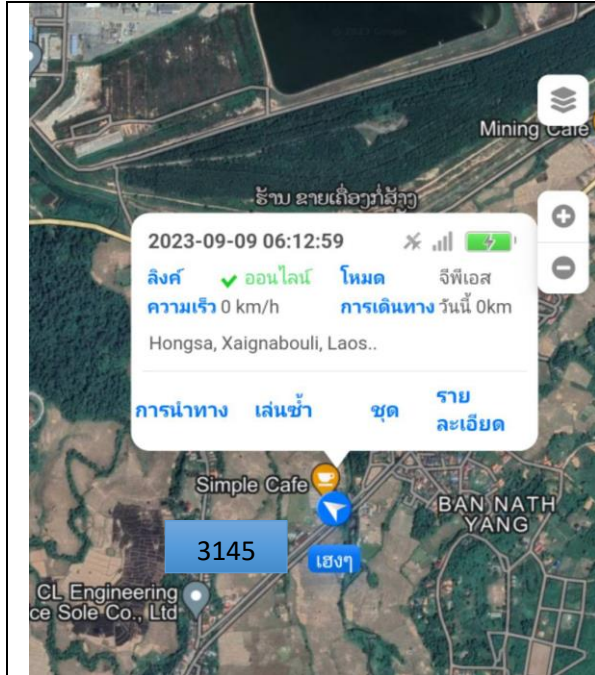 Mining Cafe
ຮ້ານ ຂາຍເຄື່ອງກໍ່ສ້າງ
2023-09-09 06:12:59
ลิงค์ ออนไลน์ โหมด จีพีเอส
ความเร็ว 0 km/h การเดินทาง วันนี้ 0km
Hongsa, Xaignabouli, Laos..
การนำทาง เล่นซ้ำ ชุด ราย
ละเอียด
Simple Cafe
BAN NATH
YANG
3145
เฮงๆ
CL Engineering
ce Sole Co., Ltd